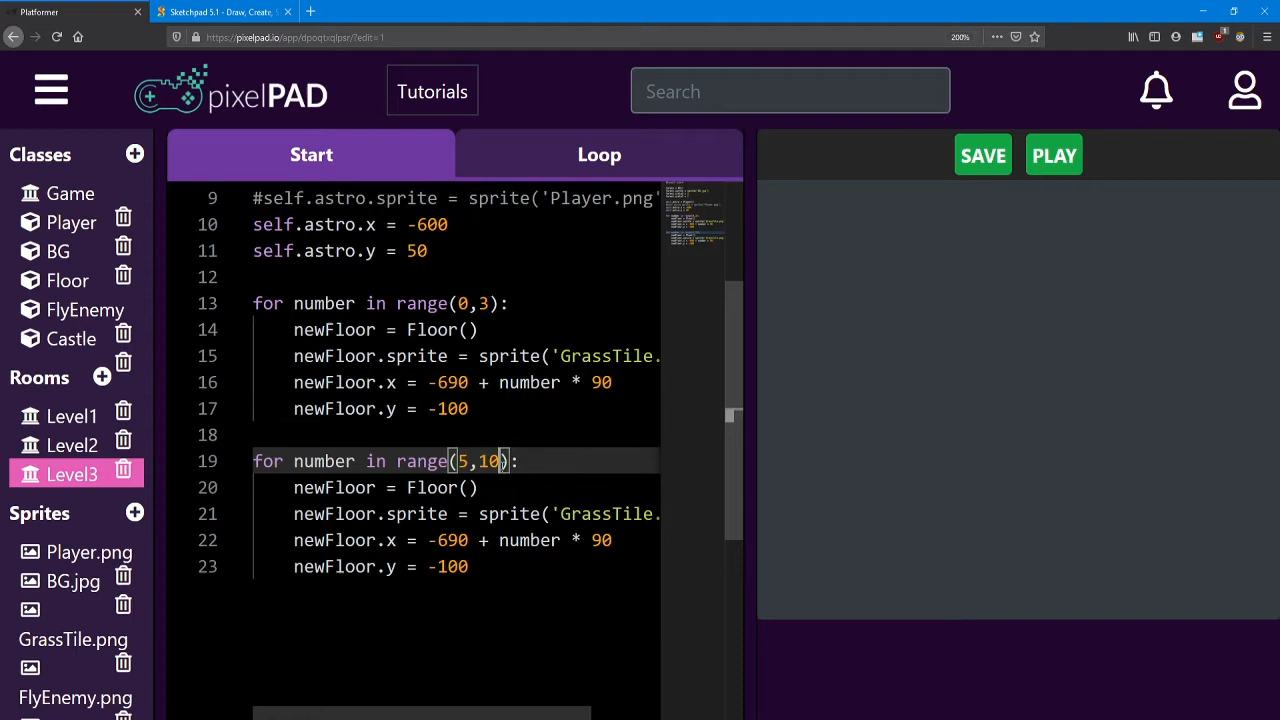 Platformer
Sketchpad 5.1 - Draw, Create,
https://pixelpad.io/app/dpoqtxqlpsr/?edit=1
200%
pixelPAD
Tutorials
Search
Classes
Game
Player
BG
Floor
FlyEnemy
Castle
Rooms
Level1
Level2
Level3
Sprites
Player.png
BG.jpg
GrassTile.png
FlyEnemy.png
Start
Loop
9 #self.astro.sprite = sprite('Player.png'
10 self.astro.x = -600
11 self.astro.y = 50
12
13 for number in range(0,3):
14 newFloor = Floor()
15 newFloor.sprite = sprite('GrassTile.
16 newFloor.x = -690 + number * 90
17 newFloor.y = -100
18
19 for number in range(5,10):
20 newFloor = Floor()
21 newFloor.sprite = sprite('GrassTile.
22 newFloor.x = -690 + number * 90
23 newFloor.y = -100
SAVE
PLAY